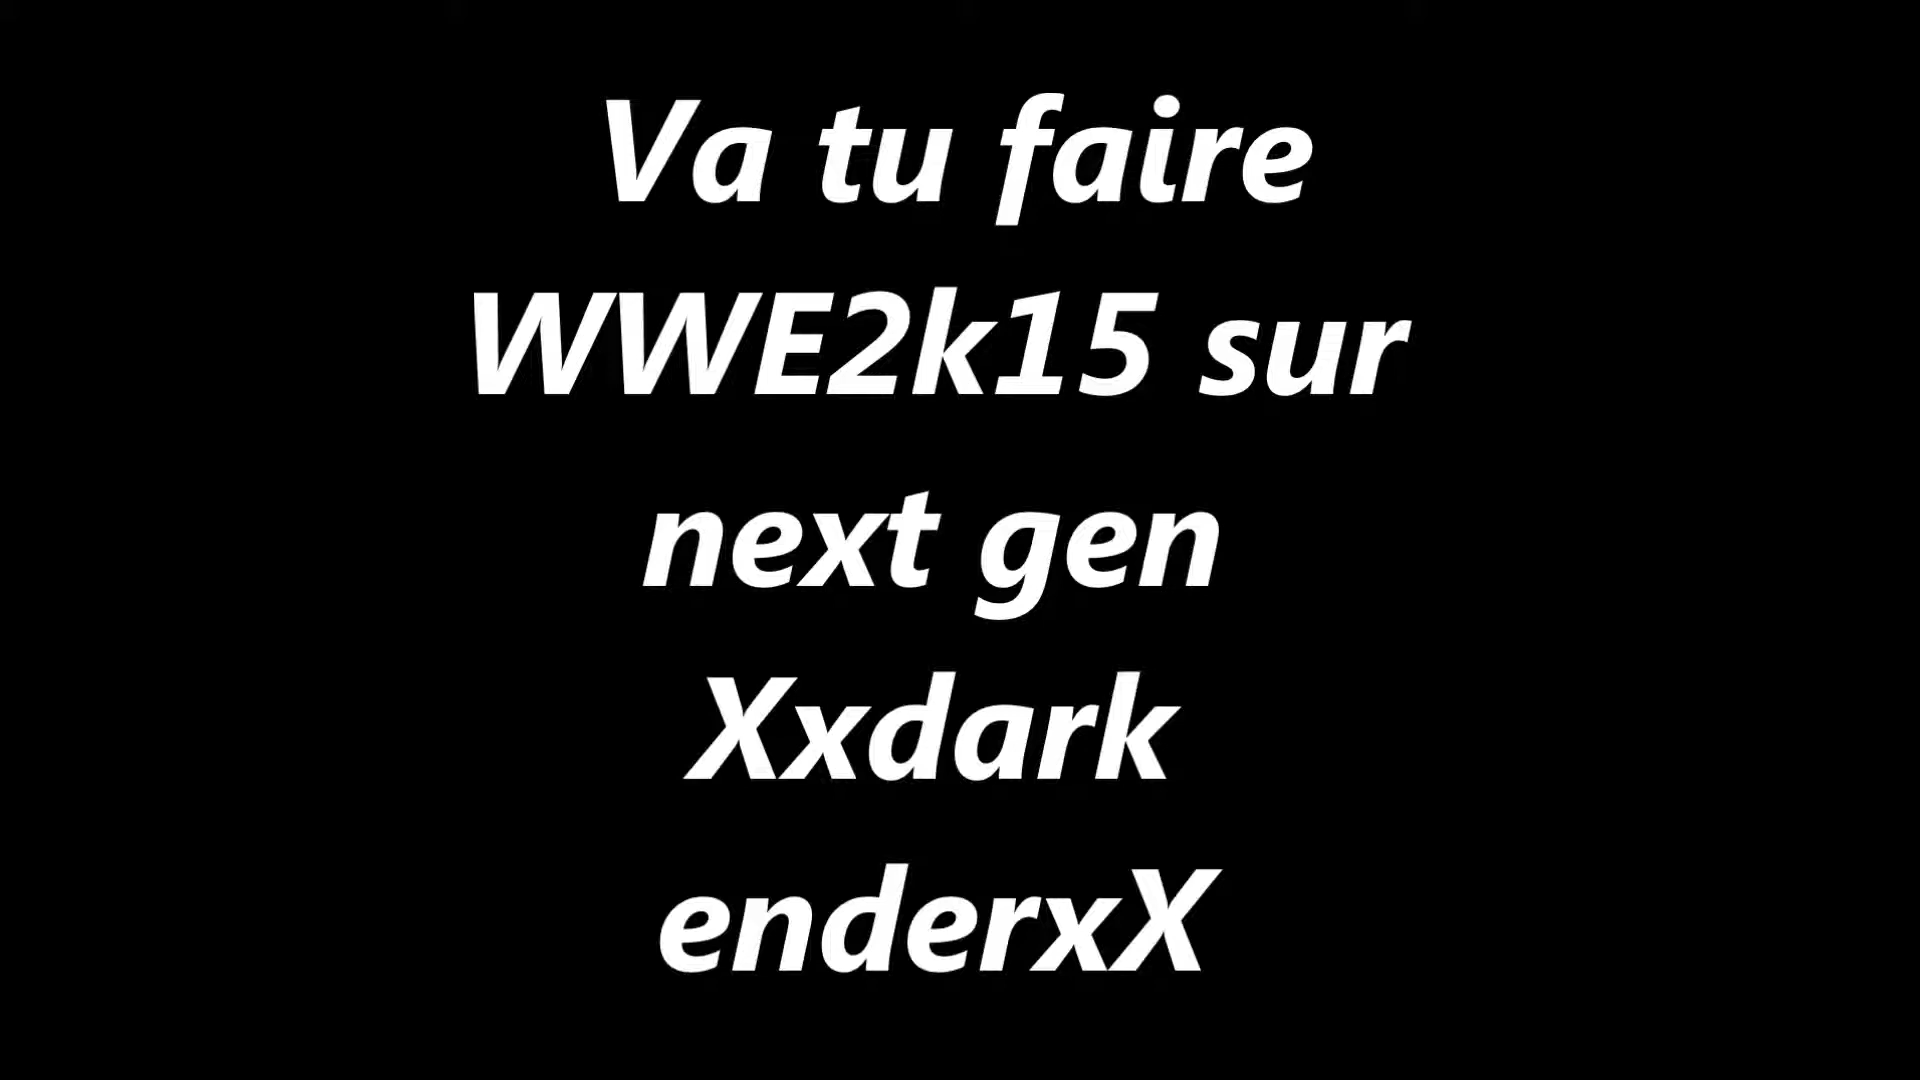 Va tu faire
WWE2k15 sur
next gen
Xxdark
enderxX